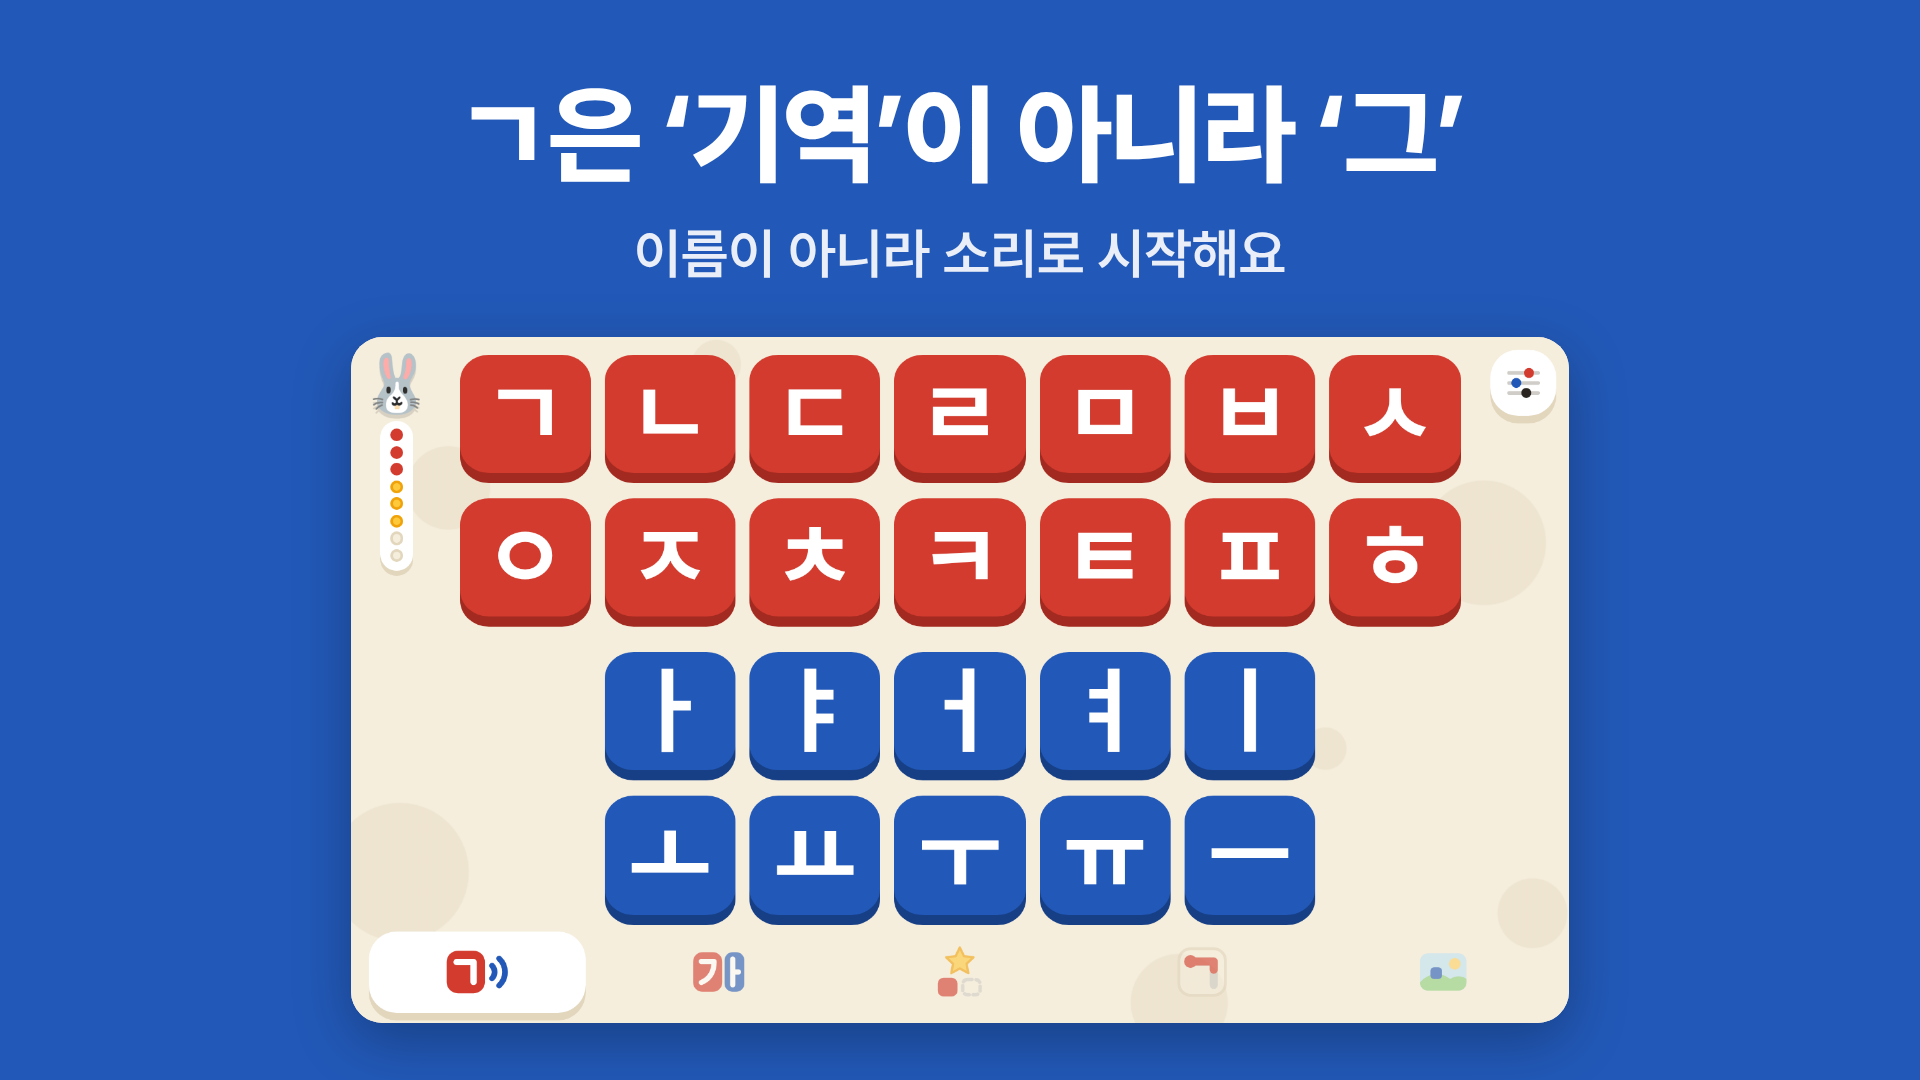 ㄱ은 ‘기역’이 아니라 ‘그’
이름이 아니라 소리로 시작해요
ㄱ ㄴ ㄷ ㄹ ㅁ ㅂ ㅅ
ㅇ ㅈ ㅊ ㅋ ㅌ ㅍ ㅎ
ㅏ ㅑ ㅓ ㅕ ㅣ
ㅗ ㅛ ㅜ ㅠ ㅡ
ㄱ 가 ㄱ